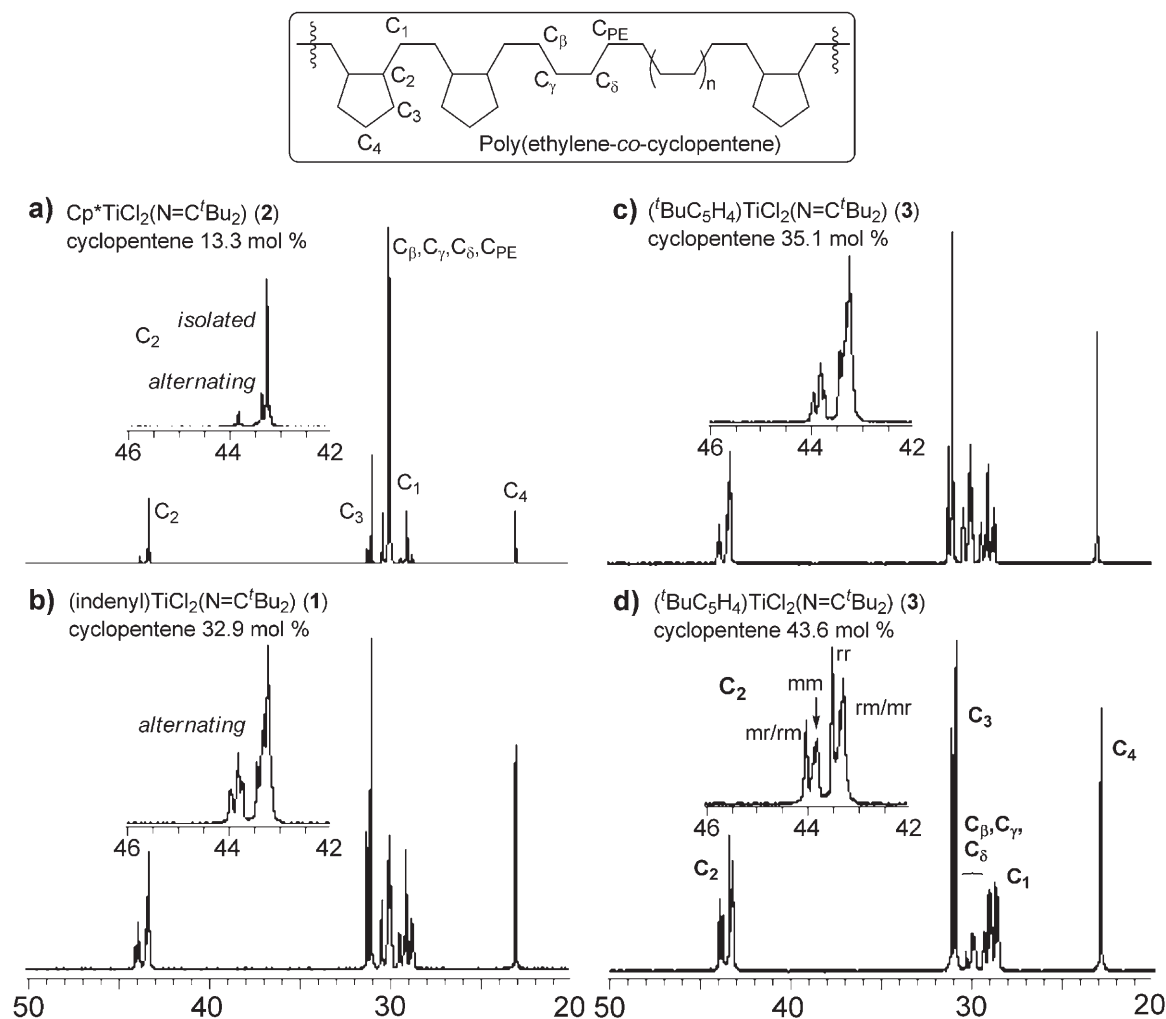 C1
Cβ
CPE
C2
Cγ
Cδ
n
C3
C4
Poly(ethylene-co-cyclopentene)
a) Cp*TiCl2(N=CtBu2) (2)
cyclopentene 13.3 mol %
Cβ,Cγ,Cδ,CPE
C2
isolated
alternating
46 44 42
C2
C3
C1
C4
b) (indenyl)TiCl2(N=CtBu2) (1)
cyclopentene 32.9 mol %
alternating
46 44 42
50 40 30 20
c) (tBuC5H4)TiCl2(N=CtBu2) (3)
cyclopentene 35.1 mol %
46 44 42
d) (tBuC5H4)TiCl2(N=CtBu2) (3)
cyclopentene 43.6 mol %
C2
rr
mm
mr/rm
rm/mr
46 44 42
C3
C4
C2
Cβ,Cγ,
Cδ
C1
50 40 30 20